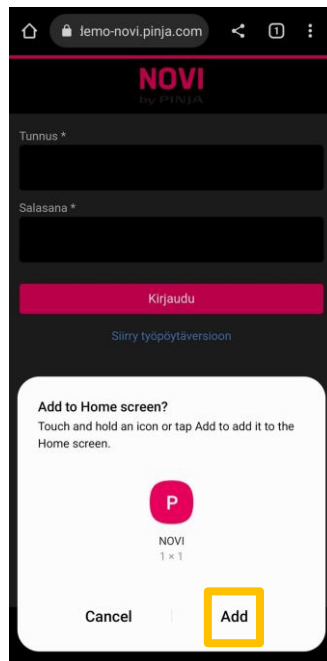 demo-novi.pinja.com
1
NOVI
by PINJA
Tunnus *
Salasana *
Kirjaudu
Siirry työpöytäversioon
Add to Home screen?
Touch and hold an icon or tap Add to add it to the
Home screen.
P
NOVI
1 × 1
Cancel
Add